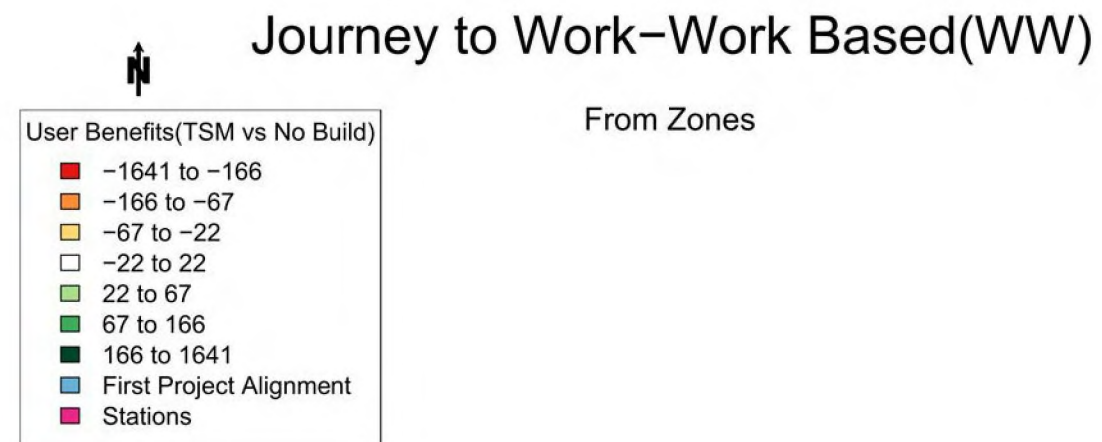 Journey to Work−Work Based(WW)
N
From Zones
User Benefits(TSM vs No Build)
−1641 to −166
−166 to −67
−67 to −22
−22 to 22
22 to 67
67 to 166
166 to 1641
First Project Alignment
Stations